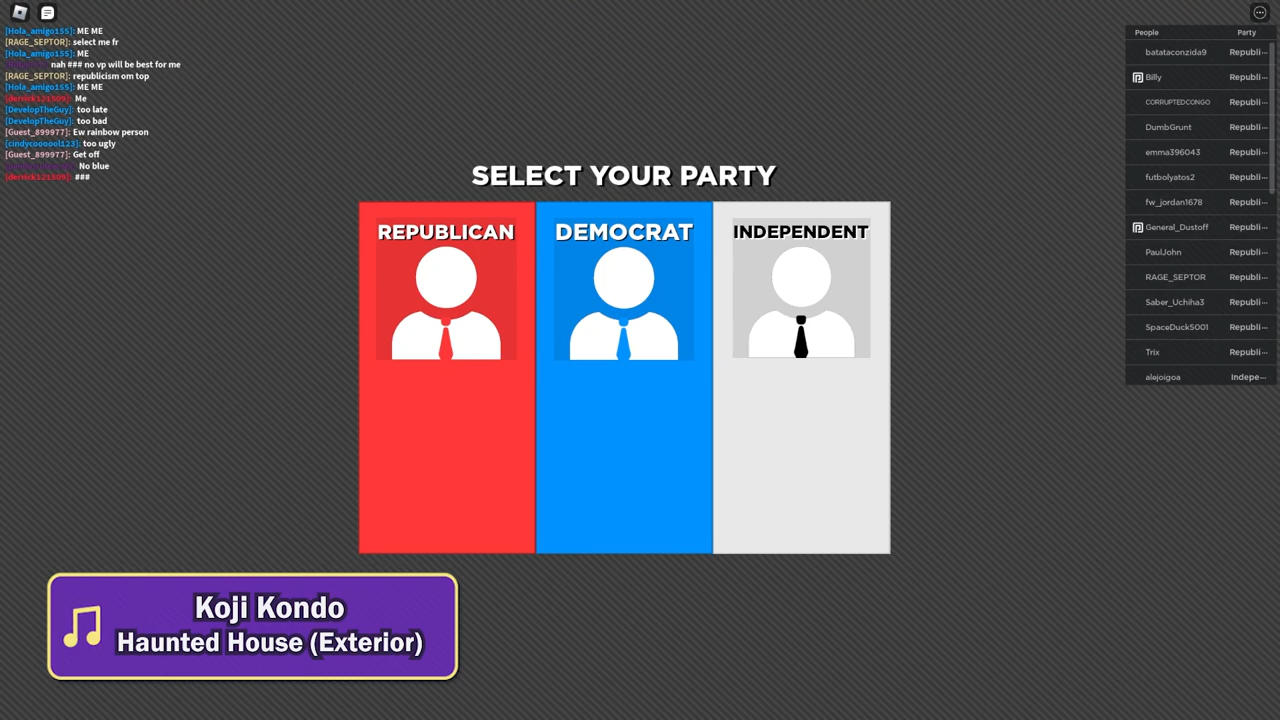 [Hola_amigo155]: ME ME
[RAGE_SEPTOR]: select me fr
[Hola_amigo155]: ME
nah ### no vp will be best for me
[RAGE_SEPTOR]: republicism om top
[Hola_amigo155]: ME ME
[derrick121509]: Me
[DevelopTheGuy]: too late
[DevelopTheGuy]: too bad
[Guest_899977]: Ew rainbow person
[cindycoooool123]: too ugly
[Guest_899977]: Get off
No blue
[derrick121509]: ###
SELECT YOUR PARTY
REPUBLICAN
DEMOCRAT
INDEPENDENT
People Party
batataconzida9 Republi...
Billy Republi...
CORRUPTEDCONGO Republi...
DumbGrunt Republi...
emma396043 Republi...
futbolyatos2 Republi...
fw_jordan1678 Republi...
General_Dustoff Republi...
PaulJohn Republi...
RAGE_SEPTOR Republi...
Saber_Uchiha3 Republi...
SpaceDuck5001 Republi...
Trix Republi...
alejoigoa Indepe...
Koji Kondo
Haunted House (Exterior)